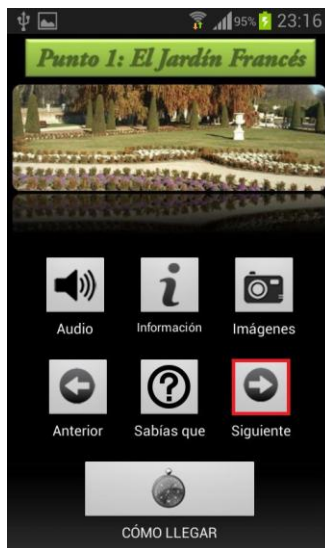 95% 23:16
Punto 1: El Jardín Francés
Audio Información Imágenes
Anterior Sabías que Siguiente
CÓMO LLEGAR